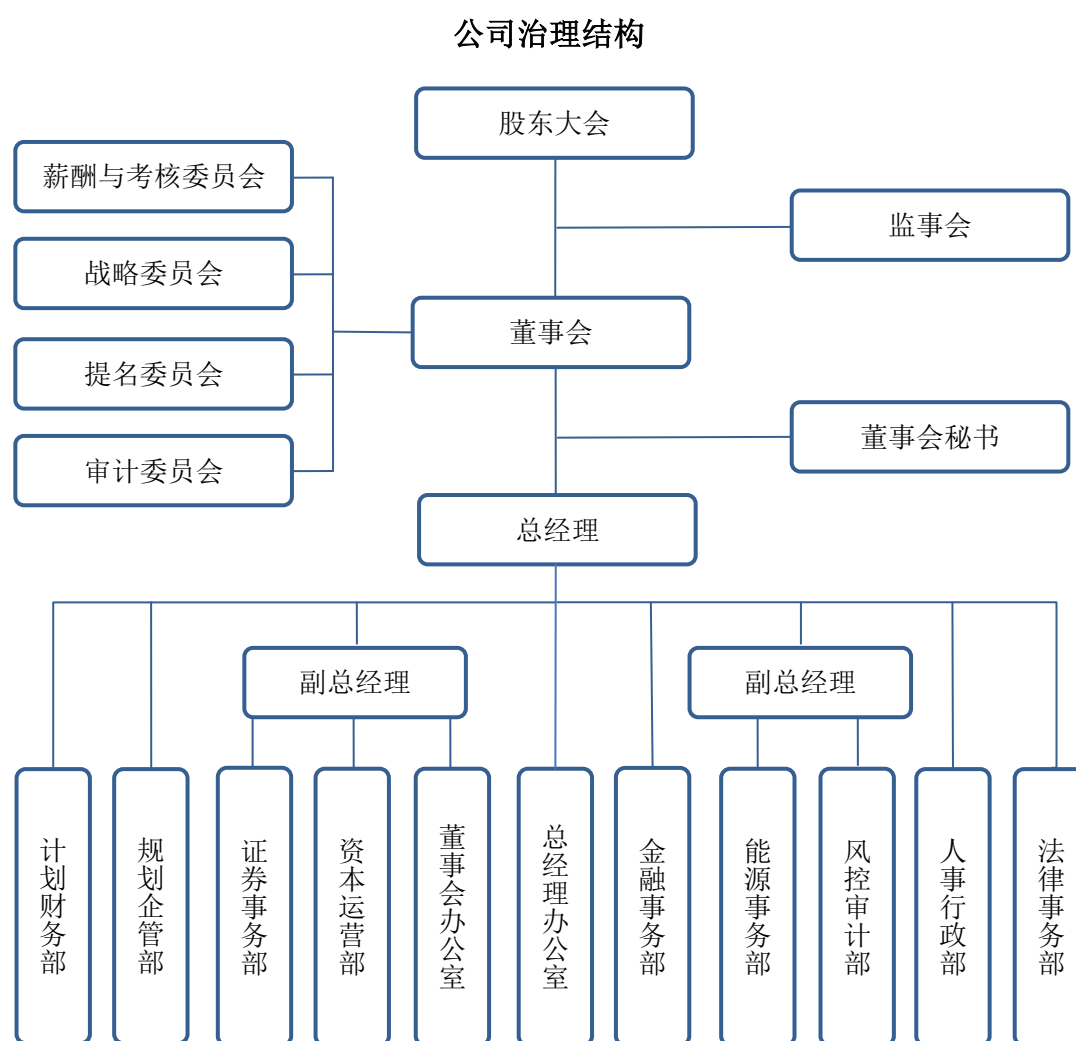 公司治理结构
股东大会
薪酬与考核委员会
监事会
战略委员会
董事会
提名委员会
董事会秘书
审计委员会
总经理
副总经理
副总经理
计划财务部
规划企管部
证券事务部
资本运营部
董事会办公室
总经理办公室
金融事务部
能源事务部
风控审计部
人事行政部
法律事务部